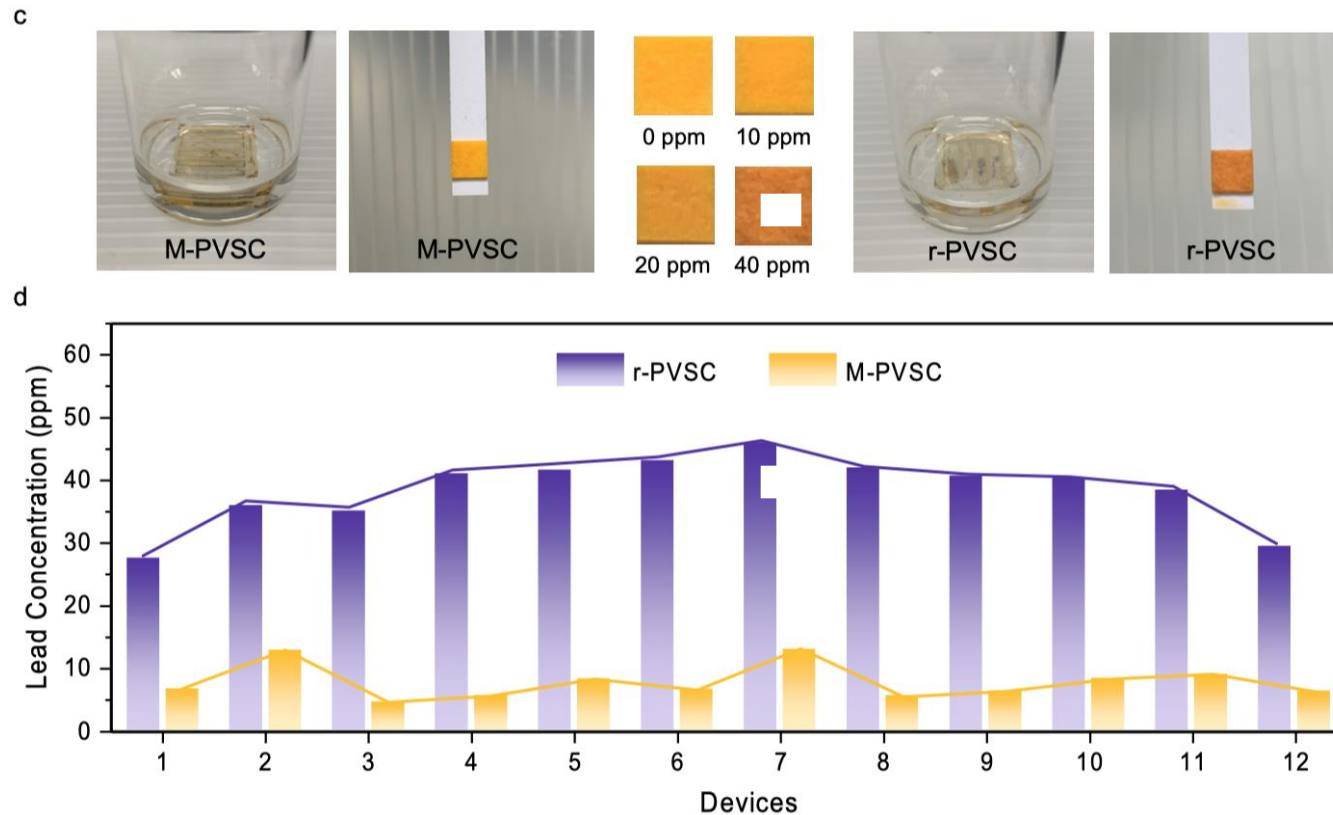 c
M-PVSC
M-PVSC
0 ppm
10 ppm
20 ppm
40 ppm
r-PVSC
r-PVSC
d
Lead Concentration (ppm)
60
50
40
30
20
10
0
r-PVSC
M-PVSC
1 2 3 4 5 6 7 8 9 10 11 12
Devices